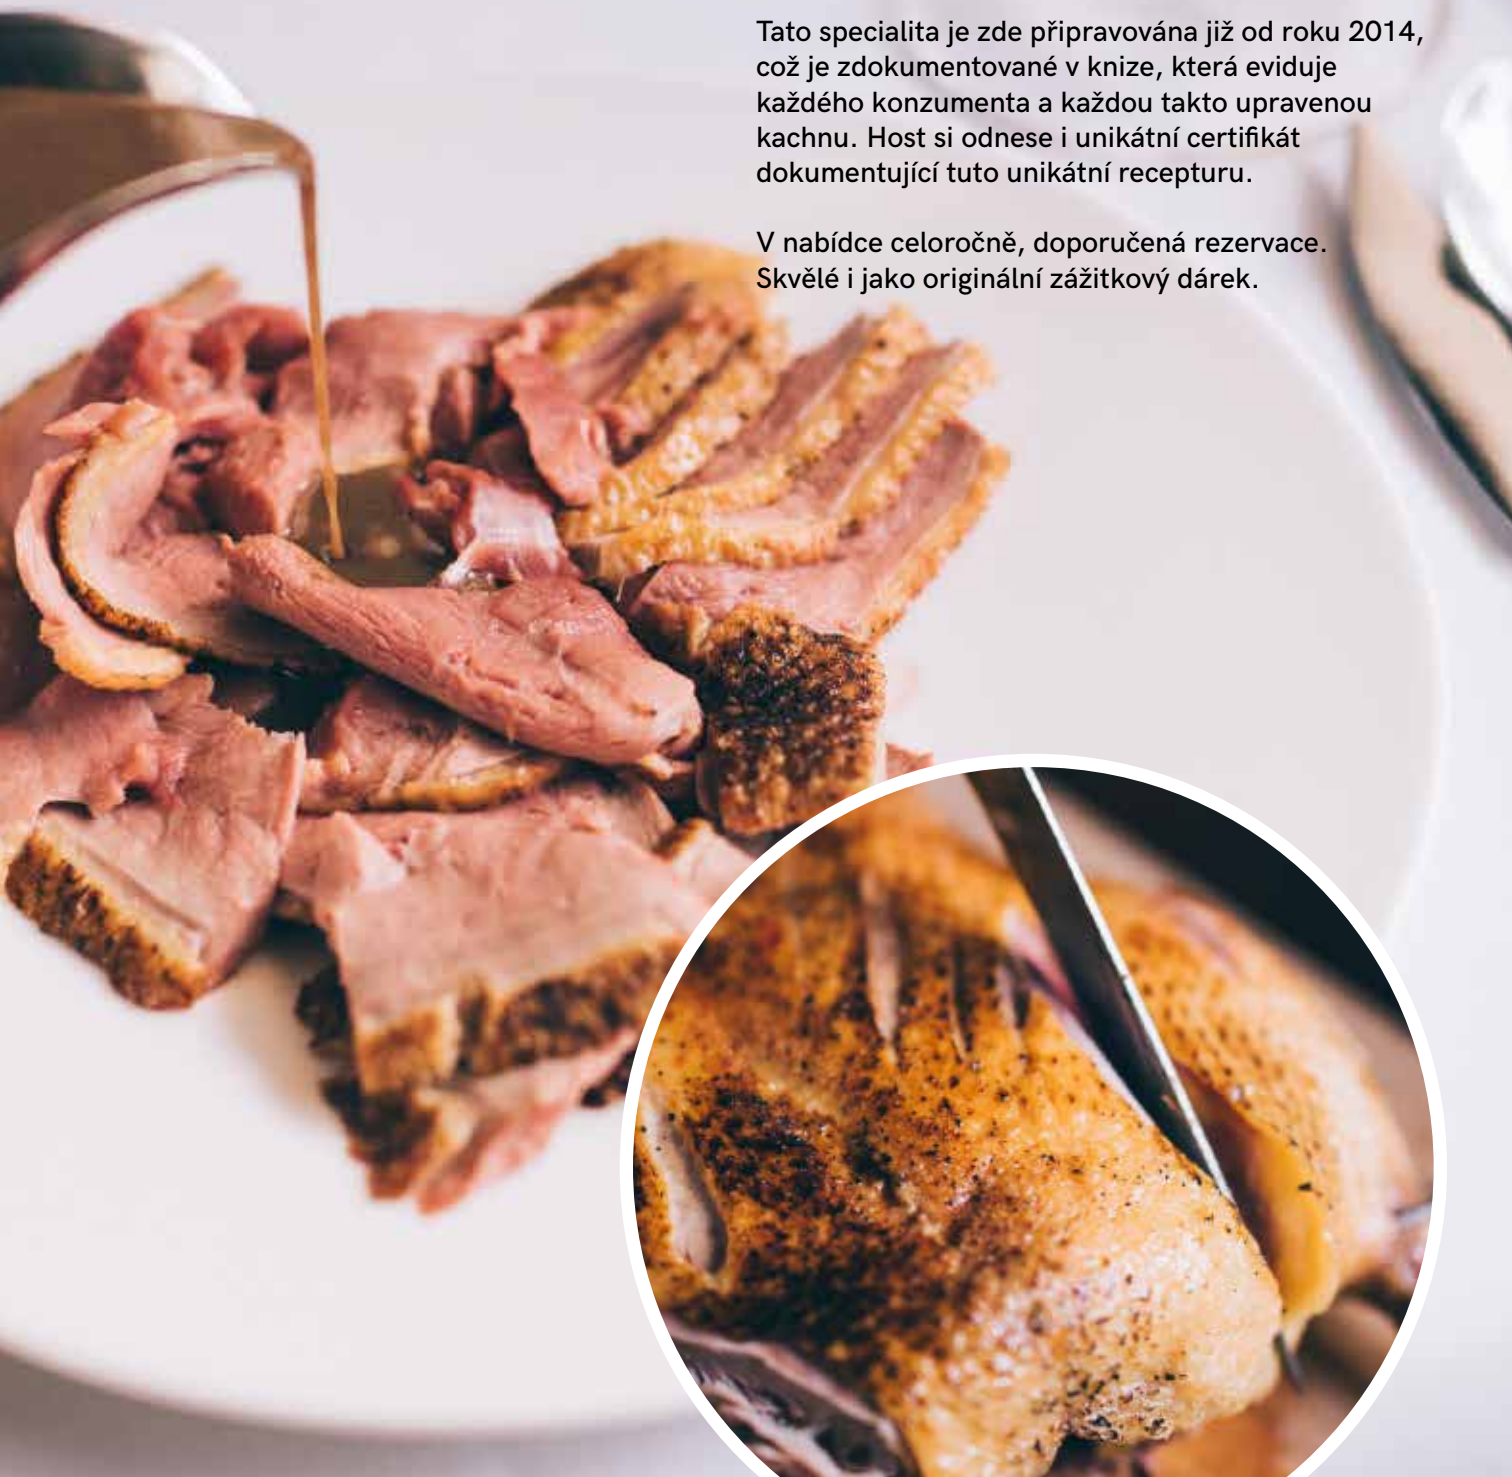 Tato specialita je zde připravována již od roku 2014,
což je zdokumentované v knize, která eviduje
každého konzumenta a každou takto upravenou
kachnu. Host si odnese i unikátní certifikát
dokumentující tuto unikátní recepturu.
V nabídce celoročně, doporučená rezervace.
Skvělé i jako originální zážitkový dárek.